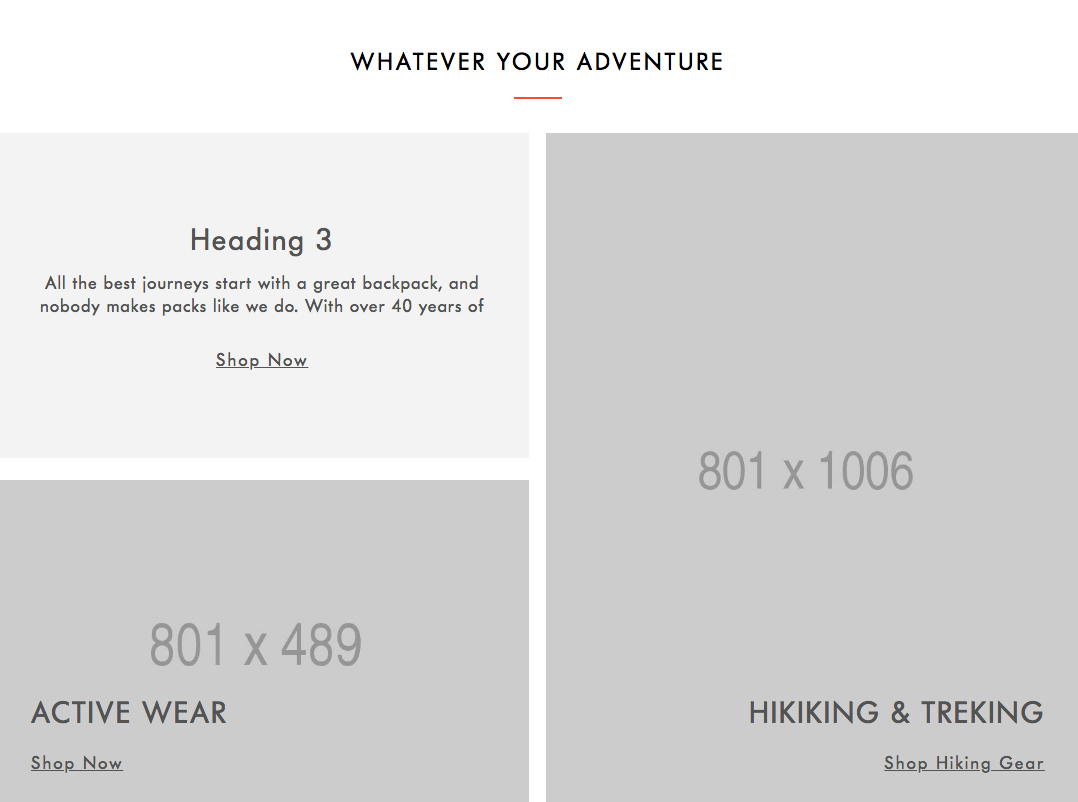 WHATEVER YOUR ADVENTURE
Heading 3
All the best journeys start with a great backpack, and
nobody makes packs like we do. With over 40 years of
Shop Now
801 x 489
ACTIVE WEAR
Shop Now
801 x 1006
HIKIKING & TREKING
Shop Hiking Gear